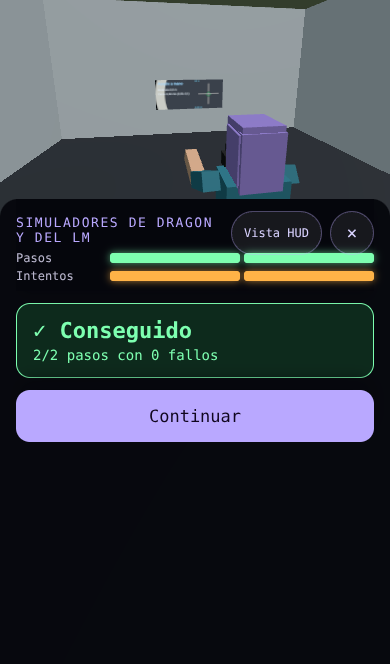 SIMULADORES DE DRAGON
Y DEL LM
Vista HUD
×
Pasos
Intentos
✓ Conseguido
2/2 pasos con 0 fallos
Continuar